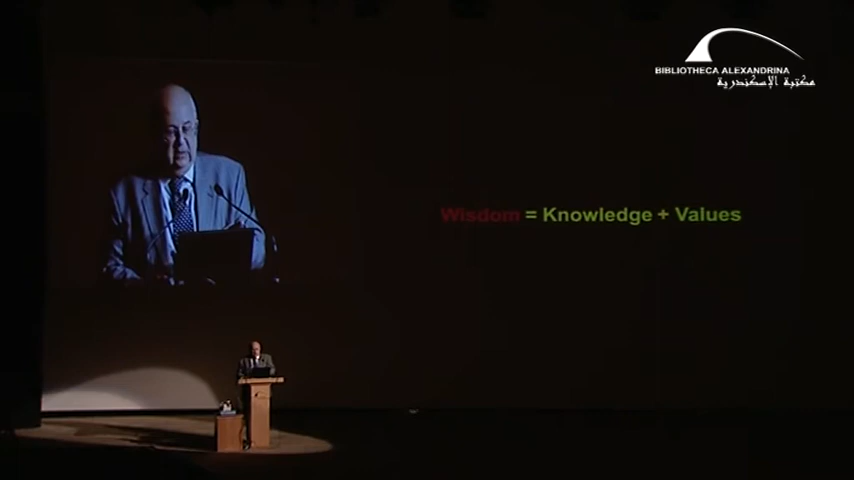 BIBLIOTHECA ALEXANDRINA
مكتبة الإسكندرية
Wisdom = Knowledge + Values